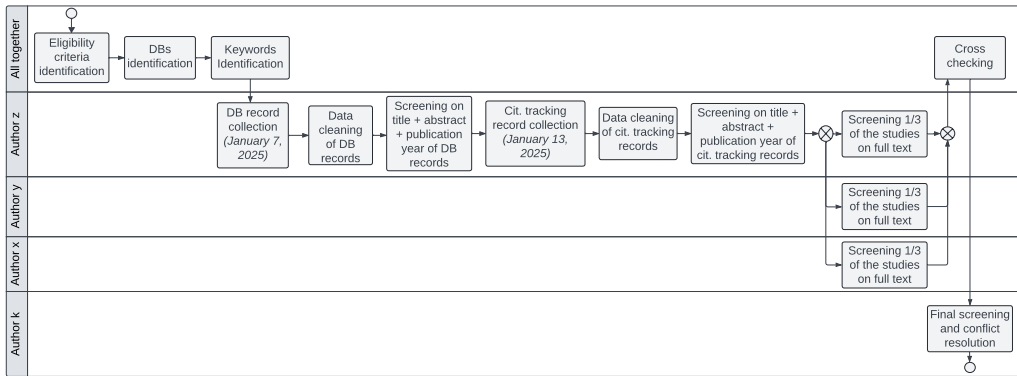 All together
Eligibility
criteria
identification
DBs
identification
Keywords
Identification
Cross
checking
Author z
DB record
collection
(January 7,
2025)
Data
cleaning
of DB
records
Screening on
title + abstract
+ publication
year of DB
records
Cit. tracking
record collection
(January 13,
2025)
Data cleaning
of cit. tracking
records
Screening on title +
abstract +
publication year of
cit. tracking records
Screening 1/3
of the studies
on full text
Author y
Screening 1/3
of the studies
on full text
Author x
Screening 1/3
of the studies
on full text
Author k
Final screening
and conflict
resolution